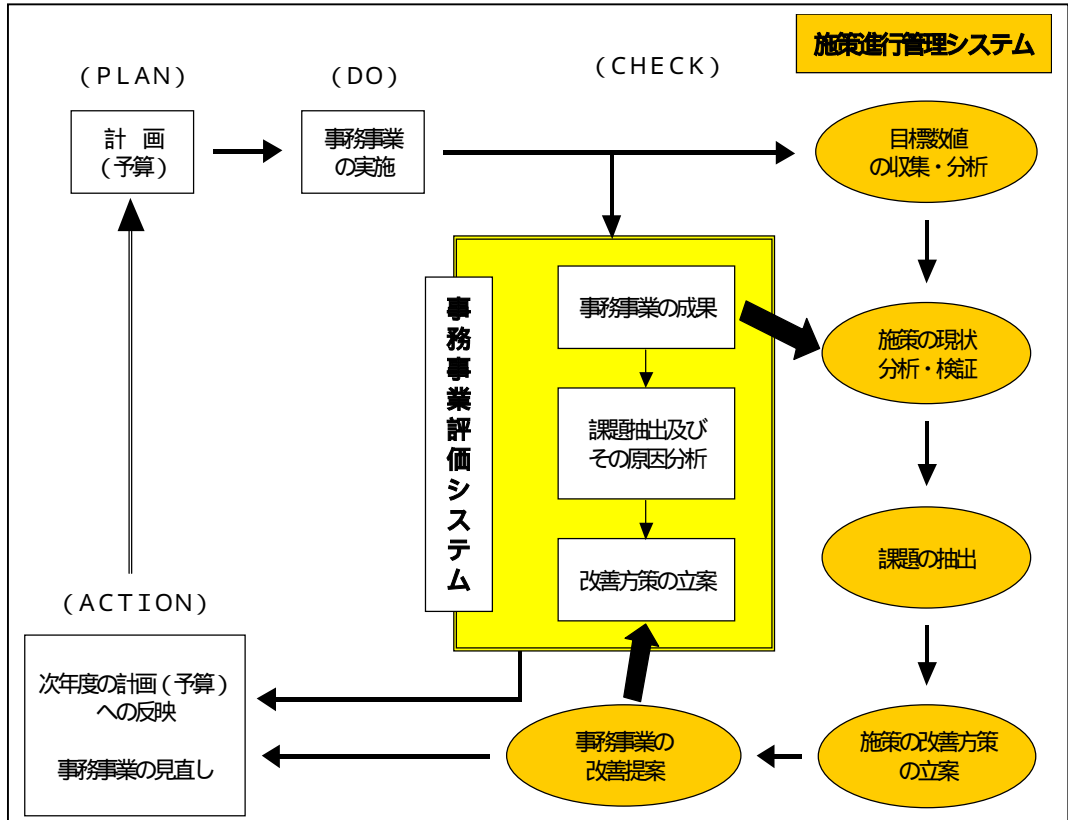 施策進行管理システム
(PLAN)
(DO)
(CHECK)
計 画
(予算)
事務事業
の実施
目標数値
の収集・分析
事務事業評価システム
事務事業の成果
施策の現状
分析・検証
課題抽出及び
その原因分析
課題の抽出
改善方策の立案
(ACTION)
次年度の計画(予算)
への反映
事務事業の見直し
事務事業の
改善提案
施策の改善方策
の立案